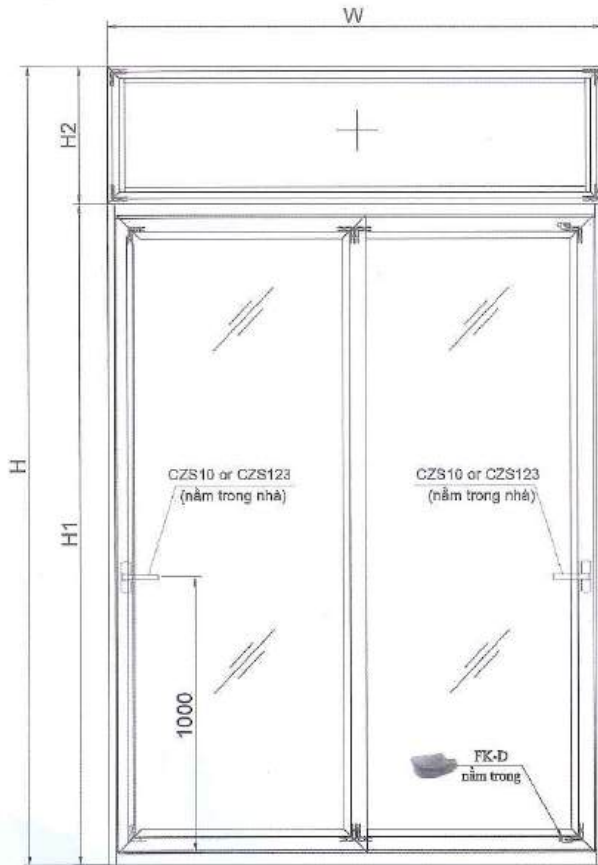 W
H2
H
H1
CZS10 or CZS123
(nằm trong nhà)
CZS10 or CZS123
(nằm trong nhà)
1000
FK-D
nằm trong